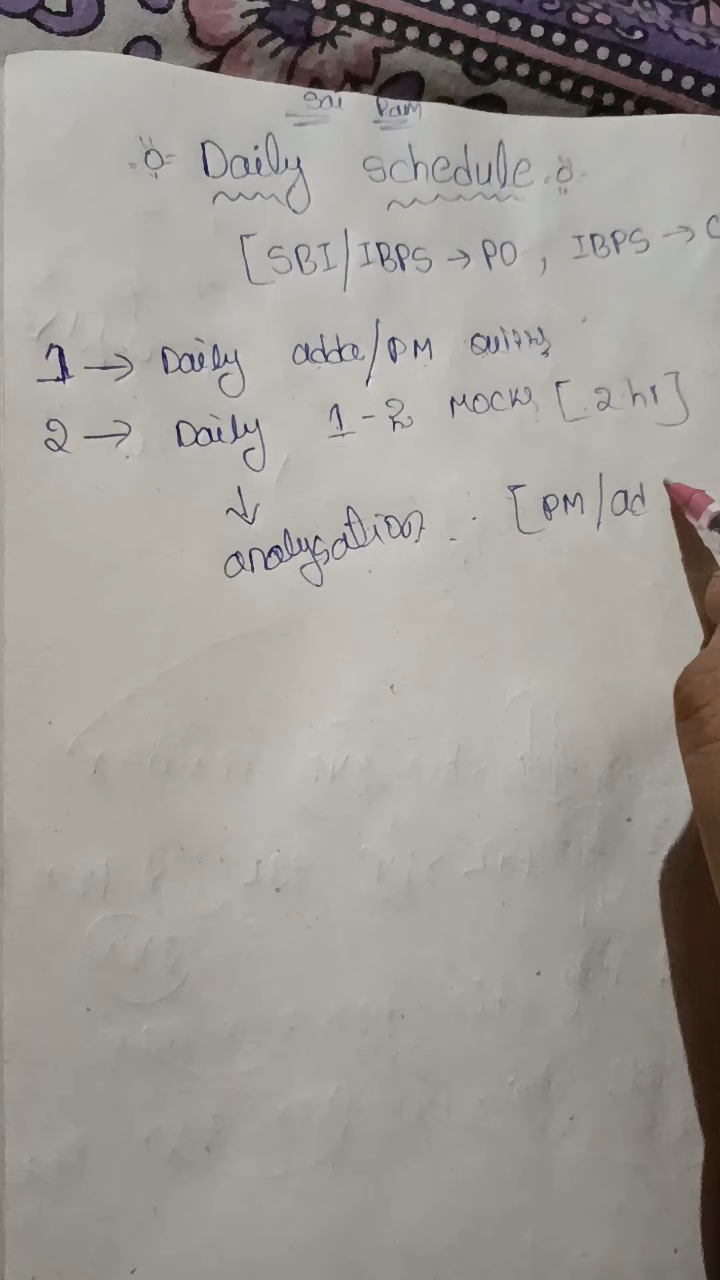 Sai Ram
Daily schedule
[SBI/IBPS → PO, IBPS → C
1 → Daily adda/PM quizzs
2 → Daily 1-2 mocks [2 hr]
↓
analysation [PM/ad